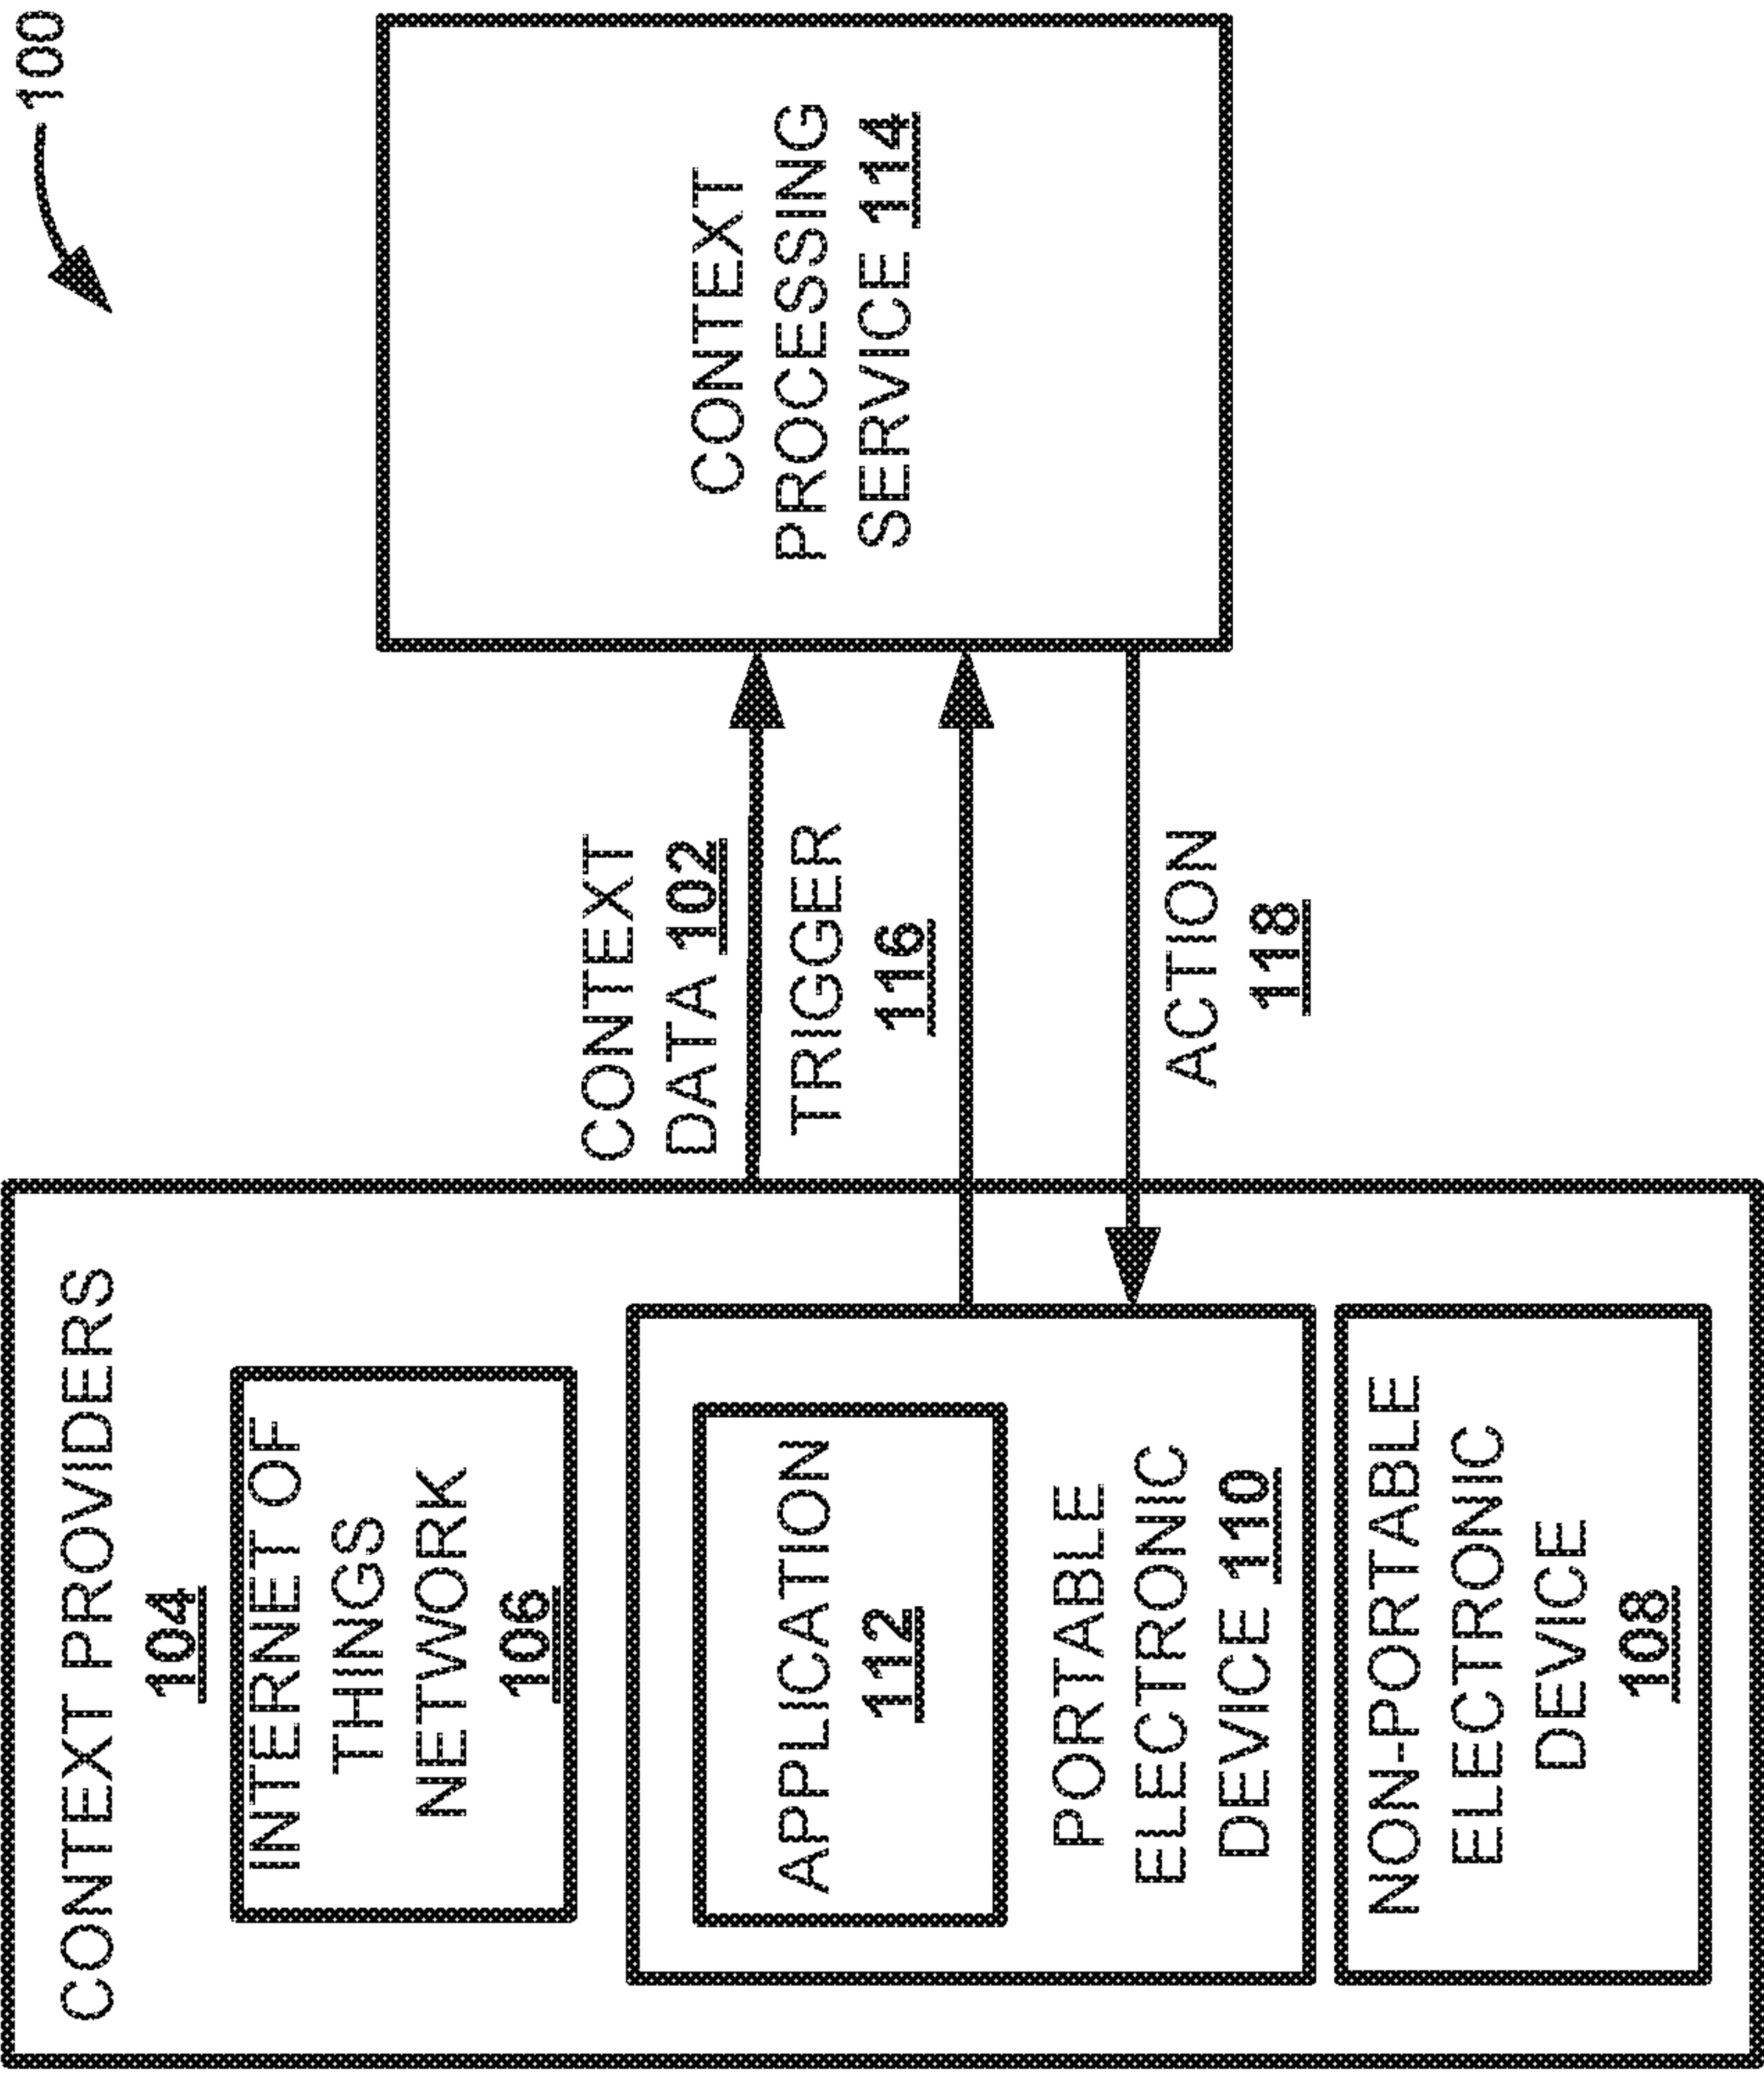 100
CONTEXT PROVIDERS
104
INTERNET OF
THINGS
NETWORK
106
APPLICATION
112
PORTABLE
ELECTRONIC
DEVICE 110
NON-PORTABLE
ELECTRONIC
DEVICE
108
CONTEXT
DATA 102
TRIGGER
116
ACTION
118
CONTEXT
PROCESSING
SERVICE 114